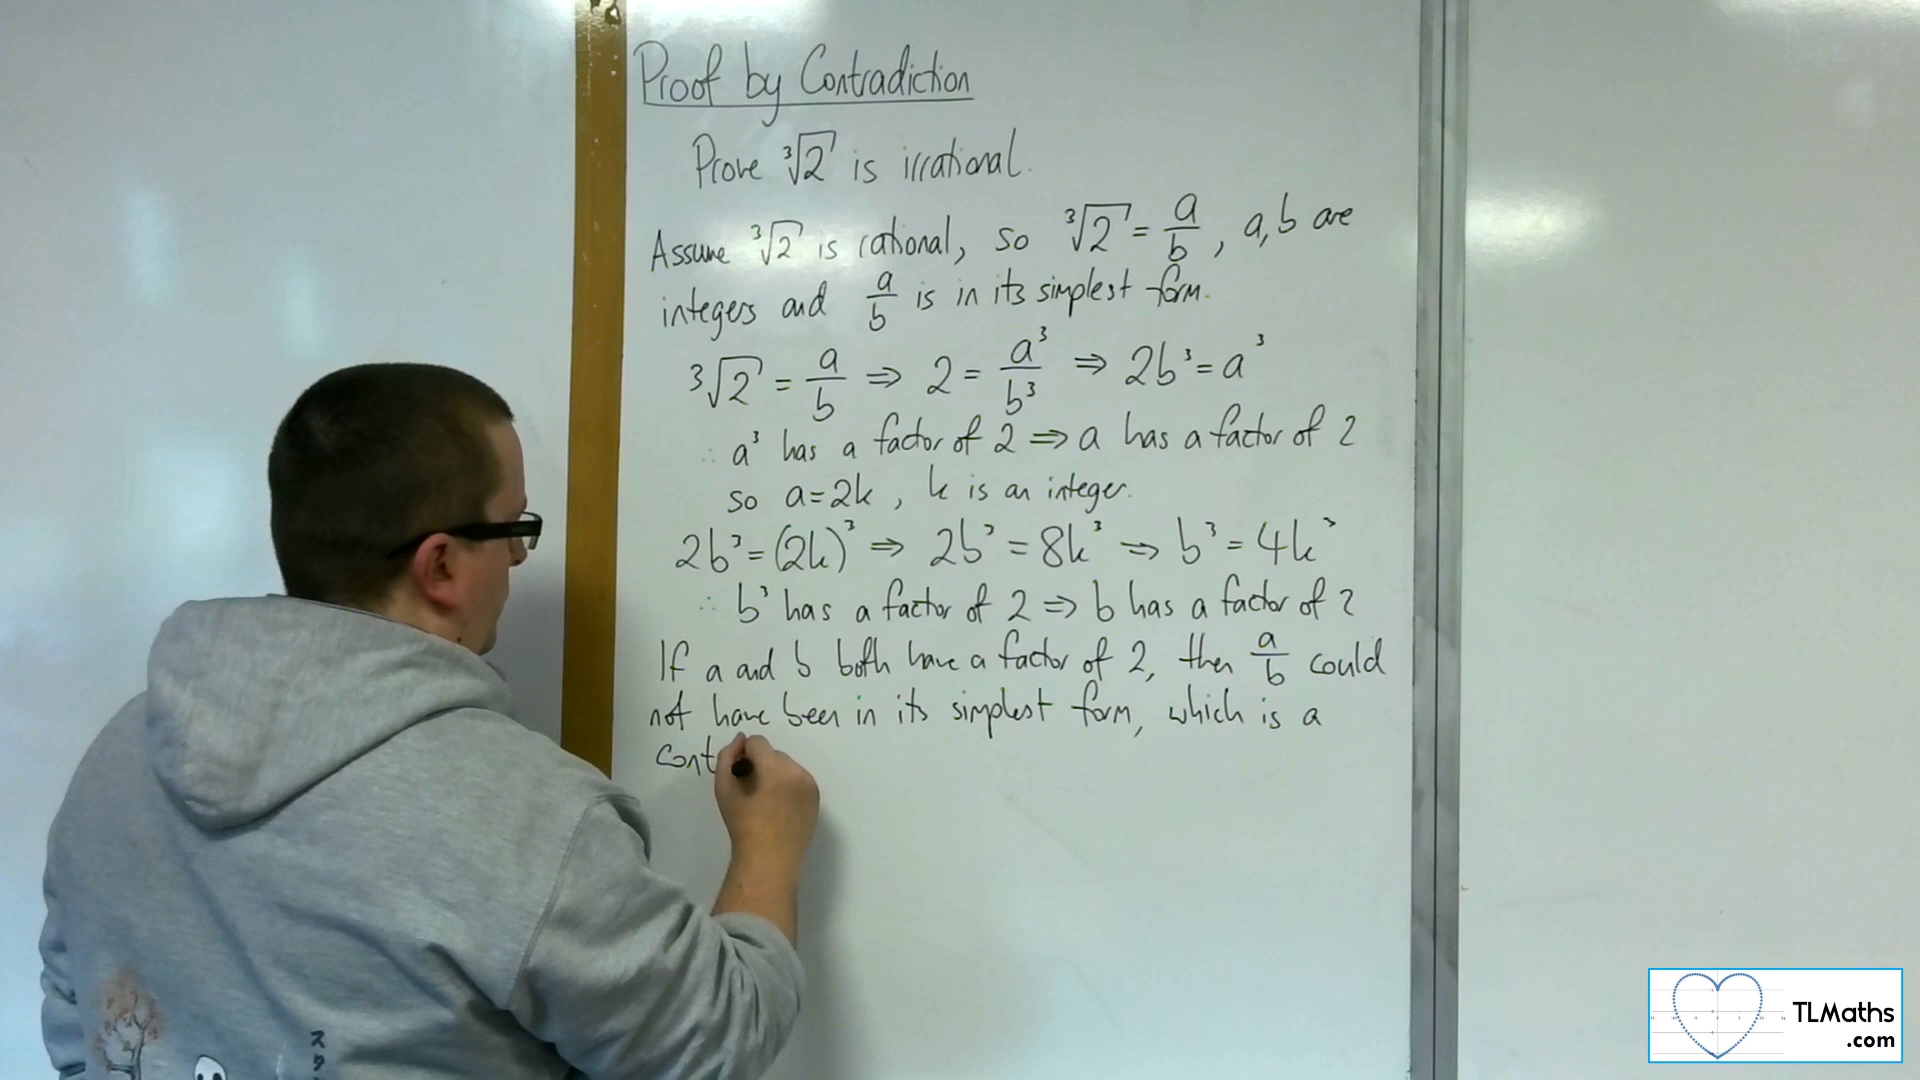 Proof by Contradiction
Prove ∛2 is irrational.
Assume ∛2 is rational, so ∛2 = a/b, a,b are
integers and a/b is in its simplest form.
∛2 = a/b ⇒ 2 = a³/b³ ⇒ 2b³ = a³
∴ a³ has a factor of 2 ⇒ a has a factor of 2
so a=2k, k is an integer.
2b³ = (2k)³ ⇒ 2b³ = 8k³ ⇒ b³ = 4k³
∴ b³ has a factor of 2 ⇒ b has a factor of 2
If a and b both have a factor of 2, then a/b could
not have been in its simplest form, which is a
cont
TLMaths
.com